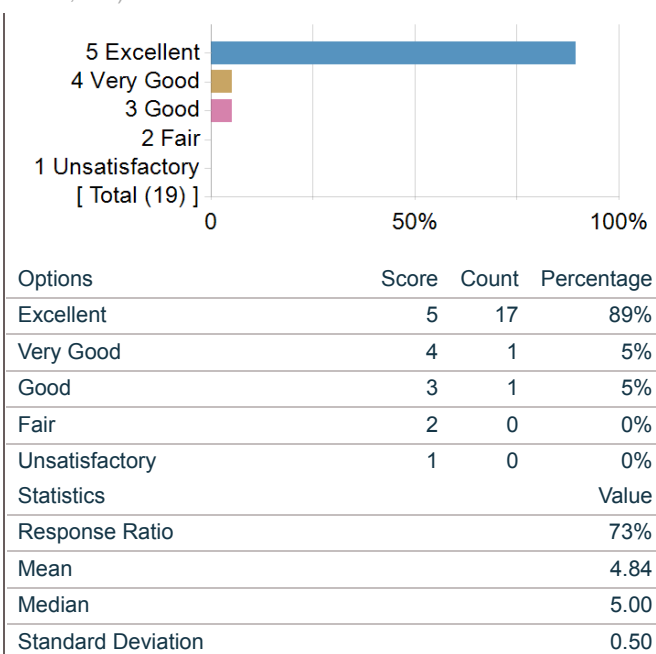 5 Excellent
4 Very Good
3 Good
2 Fair
1 Unsatisfactory
[ Total (19) ]
0 50% 100%
Options Score Count Percentage
Excellent 5 17 89%
Very Good 4 1 5%
Good 3 1 5%
Fair 2 0 0%
Unsatisfactory 1 0 0%
Statistics Value
Response Ratio 73%
Mean 4.84
Median 5.00
Standard Deviation 0.50